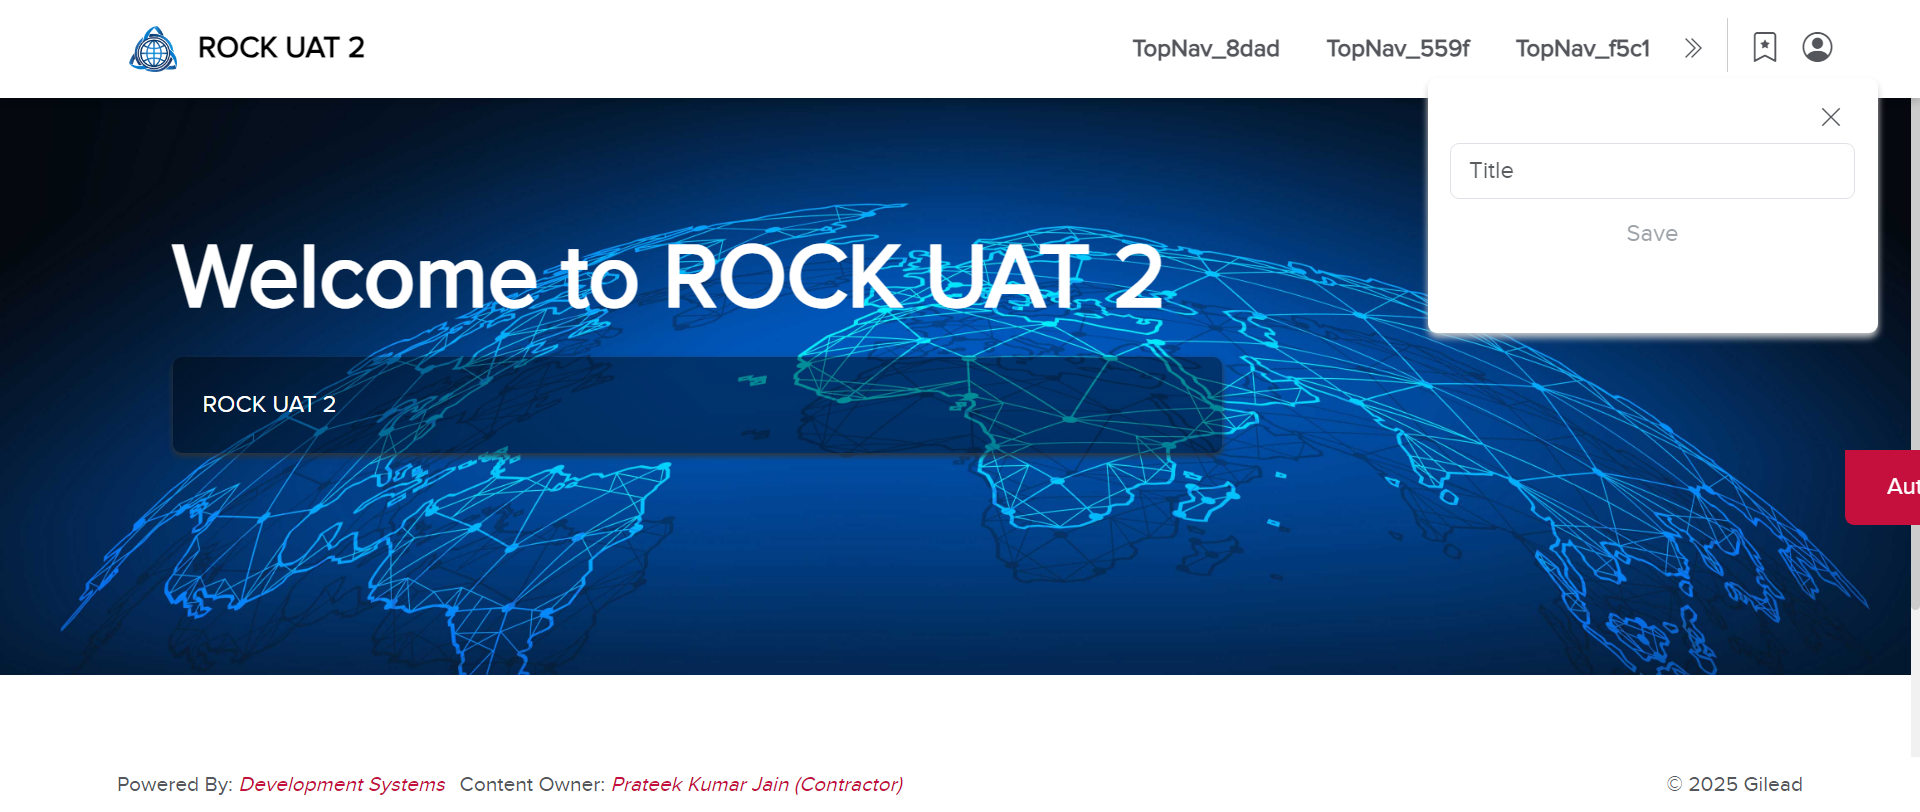 ROCK UAT 2
TopNav_8dad
TopNav_559f
TopNav_f5c1
Title
Save
Welcome to ROCK UAT 2
ROCK UAT 2
Aut
Powered By: Development Systems Content Owner: Prateek Kumar Jain (Contractor)
© 2025 Gilead